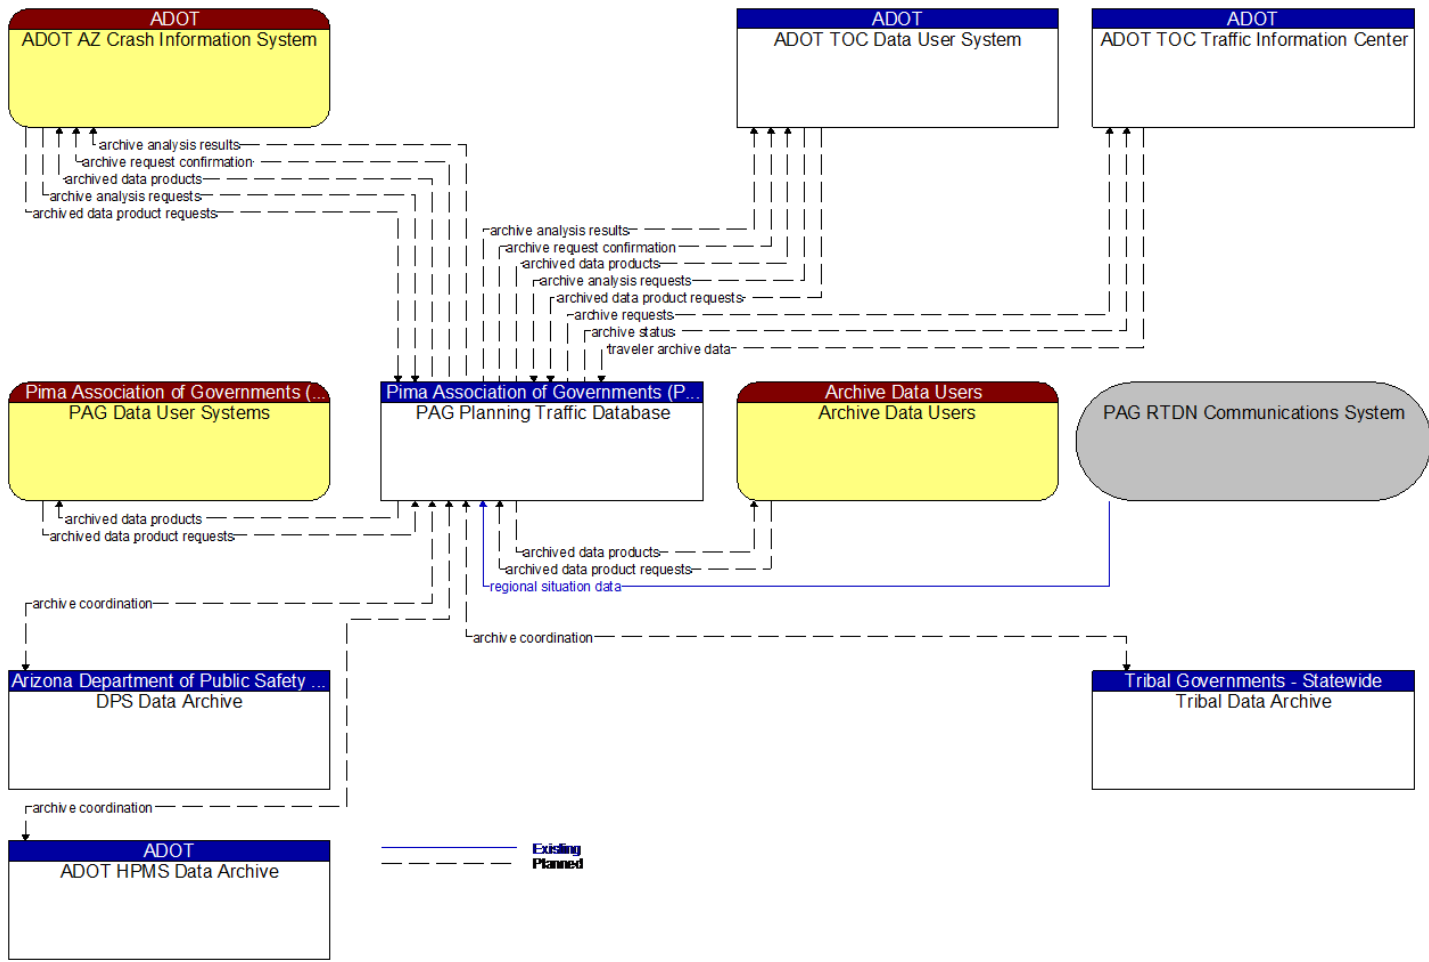 ADOT
ADOT AZ Crash Information System
ADOT
ADOT TOC Data User System
ADOT
ADOT TOC Traffic Information Center
archive analysis results
archive request confirmation
archived data products
archive analysis requests
archived data product requests
archive analysis results
archive request confirmation
archived data products
archive analysis requests
archived data product requests
archive requests
archive status
traveler archive data
Pima Association of Governments (...
PAG Data User Systems
Pima Association of Governments (P...
PAG Planning Traffic Database
Archive Data Users
Archive Data Users
PAG RTDN Communications System
archived data products
archived data product requests
archived data products
archived data product requests
regional situation data
archive coordination
archive coordination
Arizona Department of Public Safety ...
DPS Data Archive
Tribal Governments - Statewide
Tribal Data Archive
archive coordination
ADOT
ADOT HPMS Data Archive
Existing
Planned